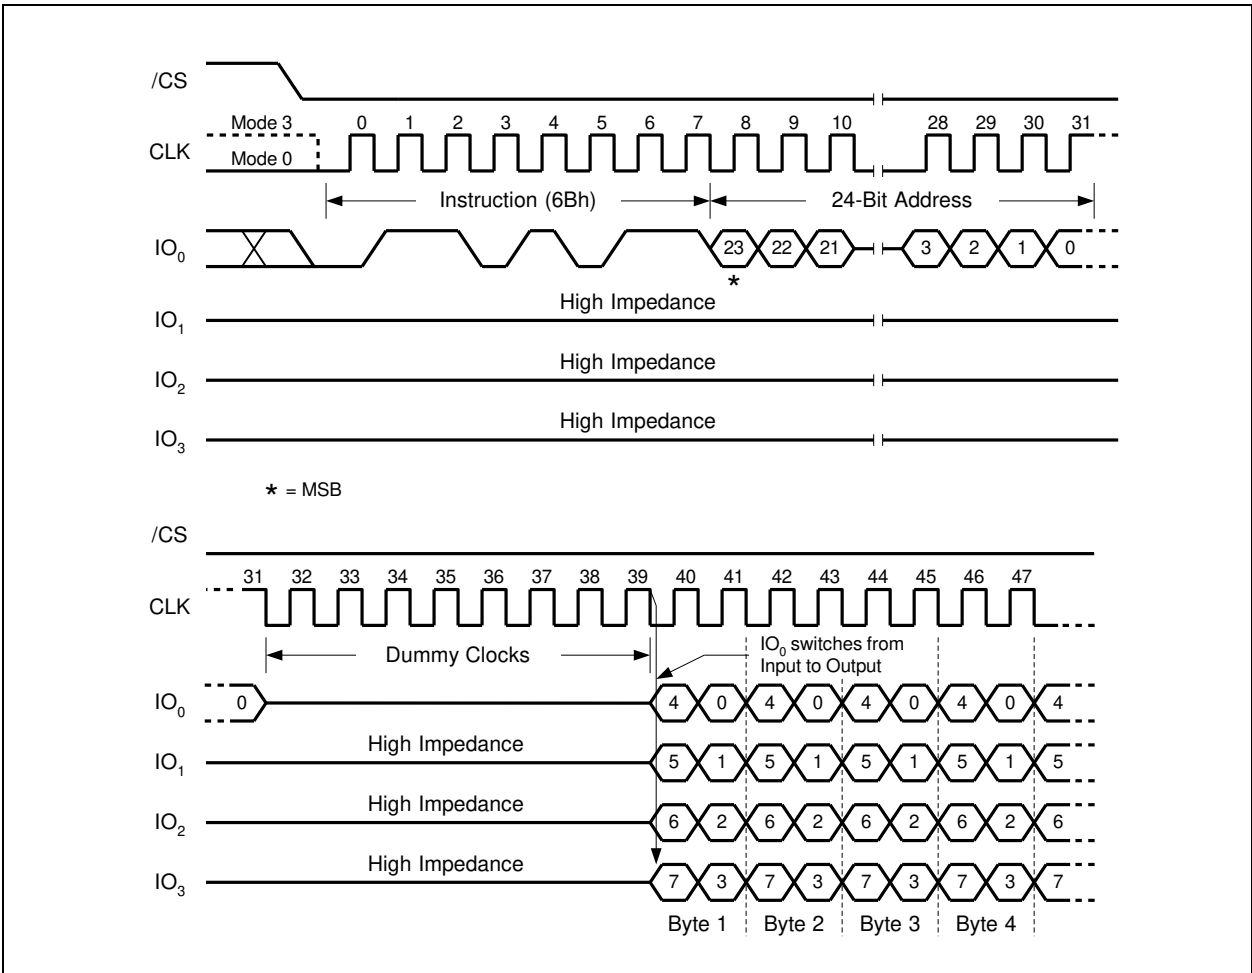 /CS
Mode 3 0 1 2 3 4 5 6 7 8 9 10 28 29 30 31
CLK
Mode 0
Instruction (6Bh) 24-Bit Address
IO0 23 22 21 3 2 1 0
*
High Impedance
IO1
High Impedance
IO2
High Impedance
IO3
* = MSB
/CS
31 32 33 34 35 36 37 38 39 40 41 42 43 44 45 46 47
CLK
Dummy Clocks
IO0 switches from
Input to Output
IO0 0 4 0 4 0 4 0 4 0 4
High Impedance
IO1 5 1 5 1 5 1 5 1 5
High Impedance
IO2 6 2 6 2 6 2 6 2 6
High Impedance
IO3 7 3 7 3 7 3 7 3 7
Byte 1 Byte 2 Byte 3 Byte 4